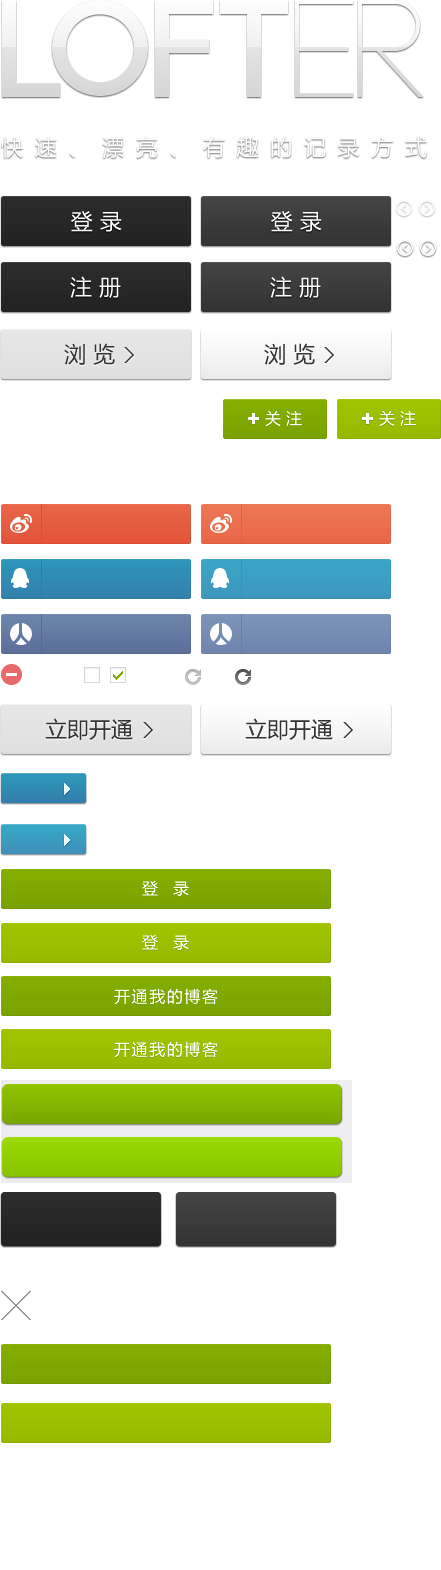 LOFTER
快速、漂亮、有趣的记录方式
登录 登录
注册 注册
浏览 浏览
关注 关注
立即开通 立即开通
登录
登录
开通我的博客
开通我的博客